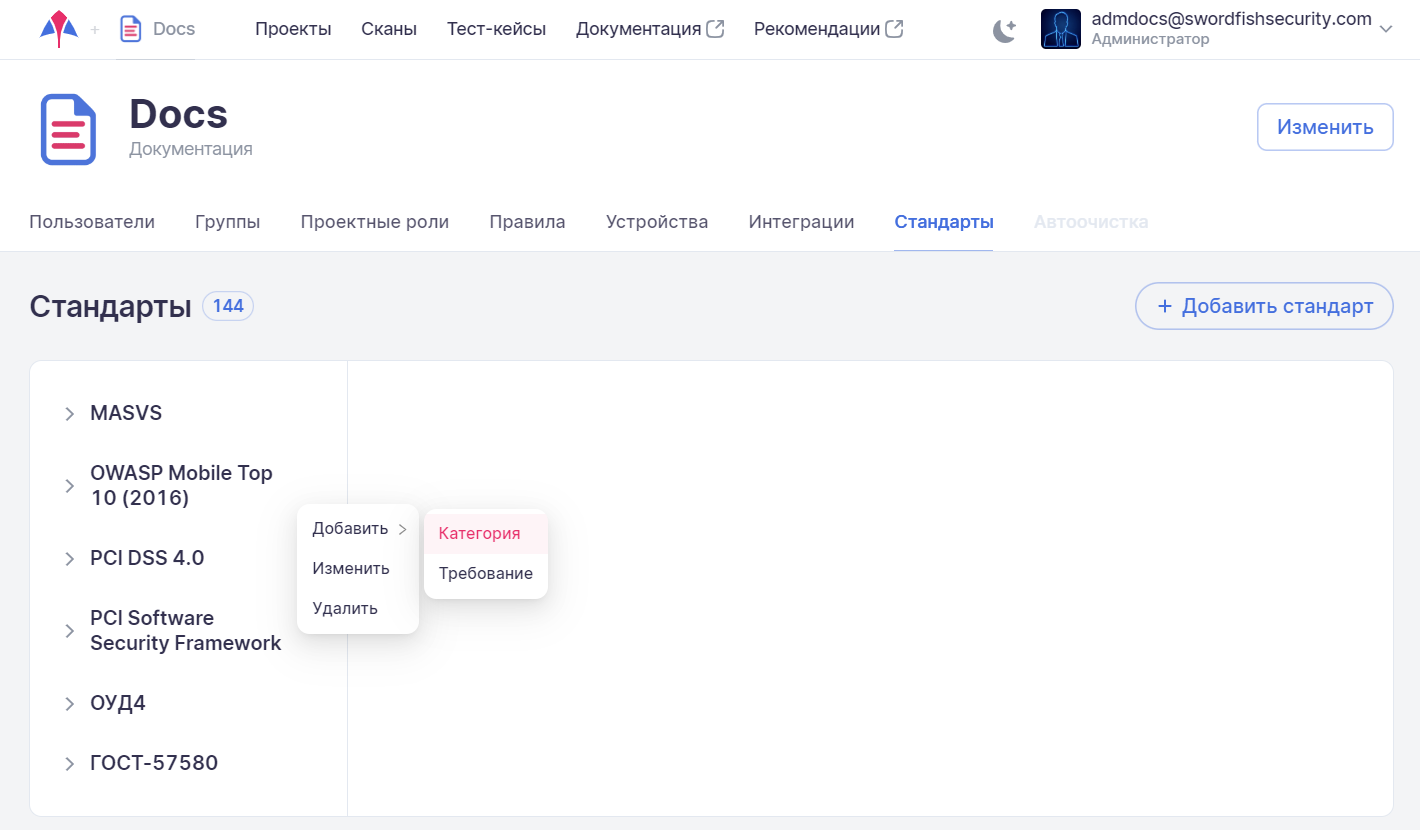 Docs
Проекты
Сканы
Тест-кейсы
Документация
Рекомендации
admdocs@swordfishsecurity.com
Администратор
Docs
Документация
Изменить
Пользователи
Группы
Проектные роли
Правила
Устройства
Интеграции
Стандарты
Автоочистка
Стандарты
144
+ Добавить стандарт
MASVS
OWASP Mobile Top
10 (2016)
PCI DSS 4.0
PCI Software
Security Framework
ОУД4
ГОСТ-57580
Добавить
Изменить
Удалить
Категория
Требование